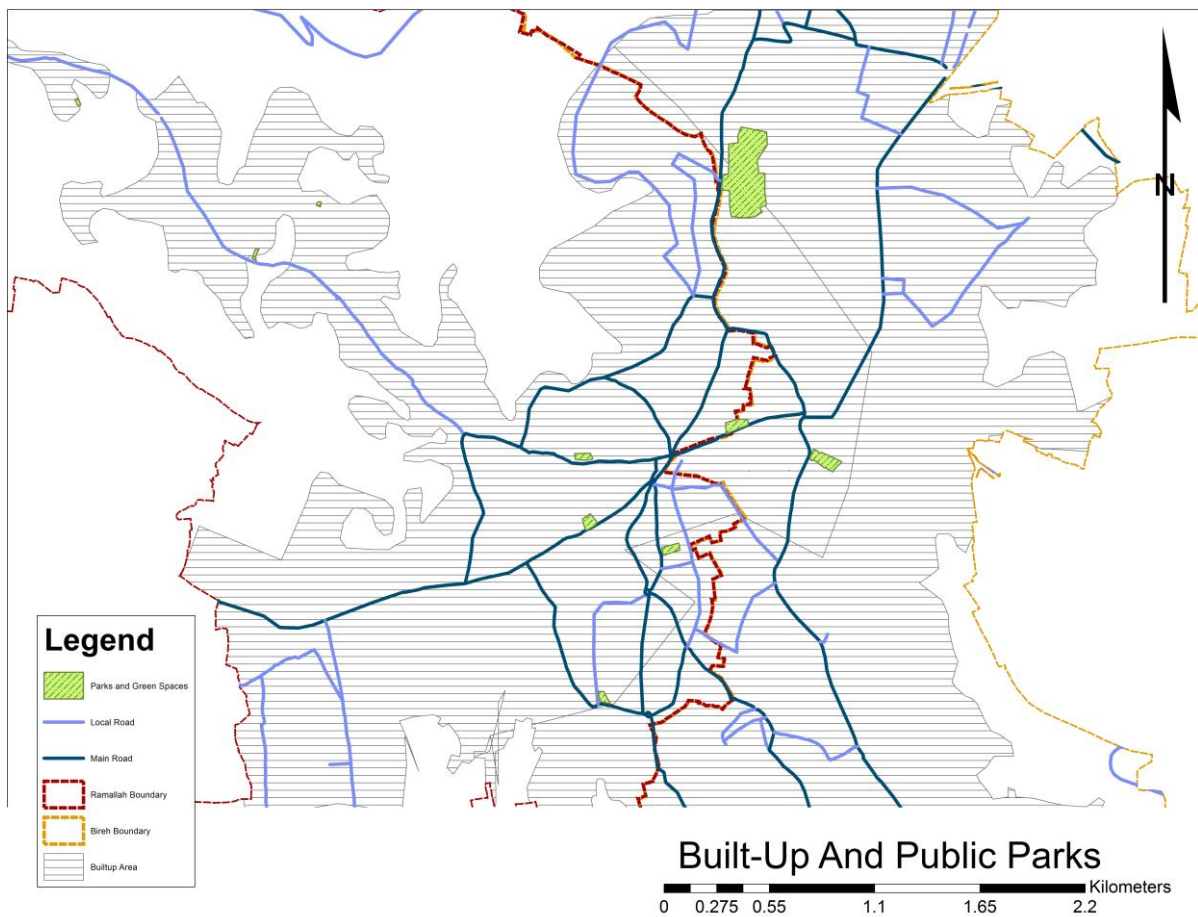 N
Legend
Parks and Green Spaces
Local Road
Main Road
Ramallah Boundary
Bireh Boundary
Builtup Area
Built-Up And Public Parks
Kilometers
0 0.275 0.55 1.1 1.65 2.2